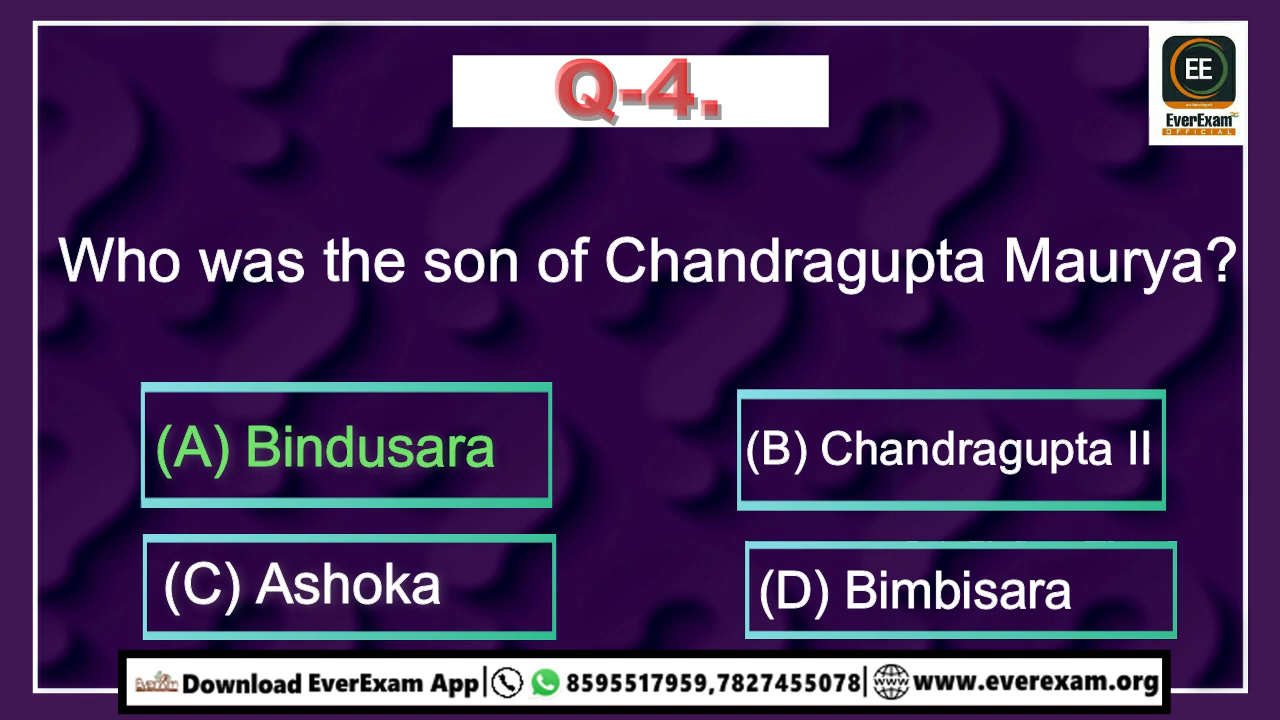 Q-4.
EE
EverExam
OFFICIAL
Who was the son of Chandragupta Maurya?
(A) Bindusara
(B) Chandragupta II
(C) Ashoka
(D) Bimbisara
Download EverExam App| 8595517959,7827455078| www.everexam.org